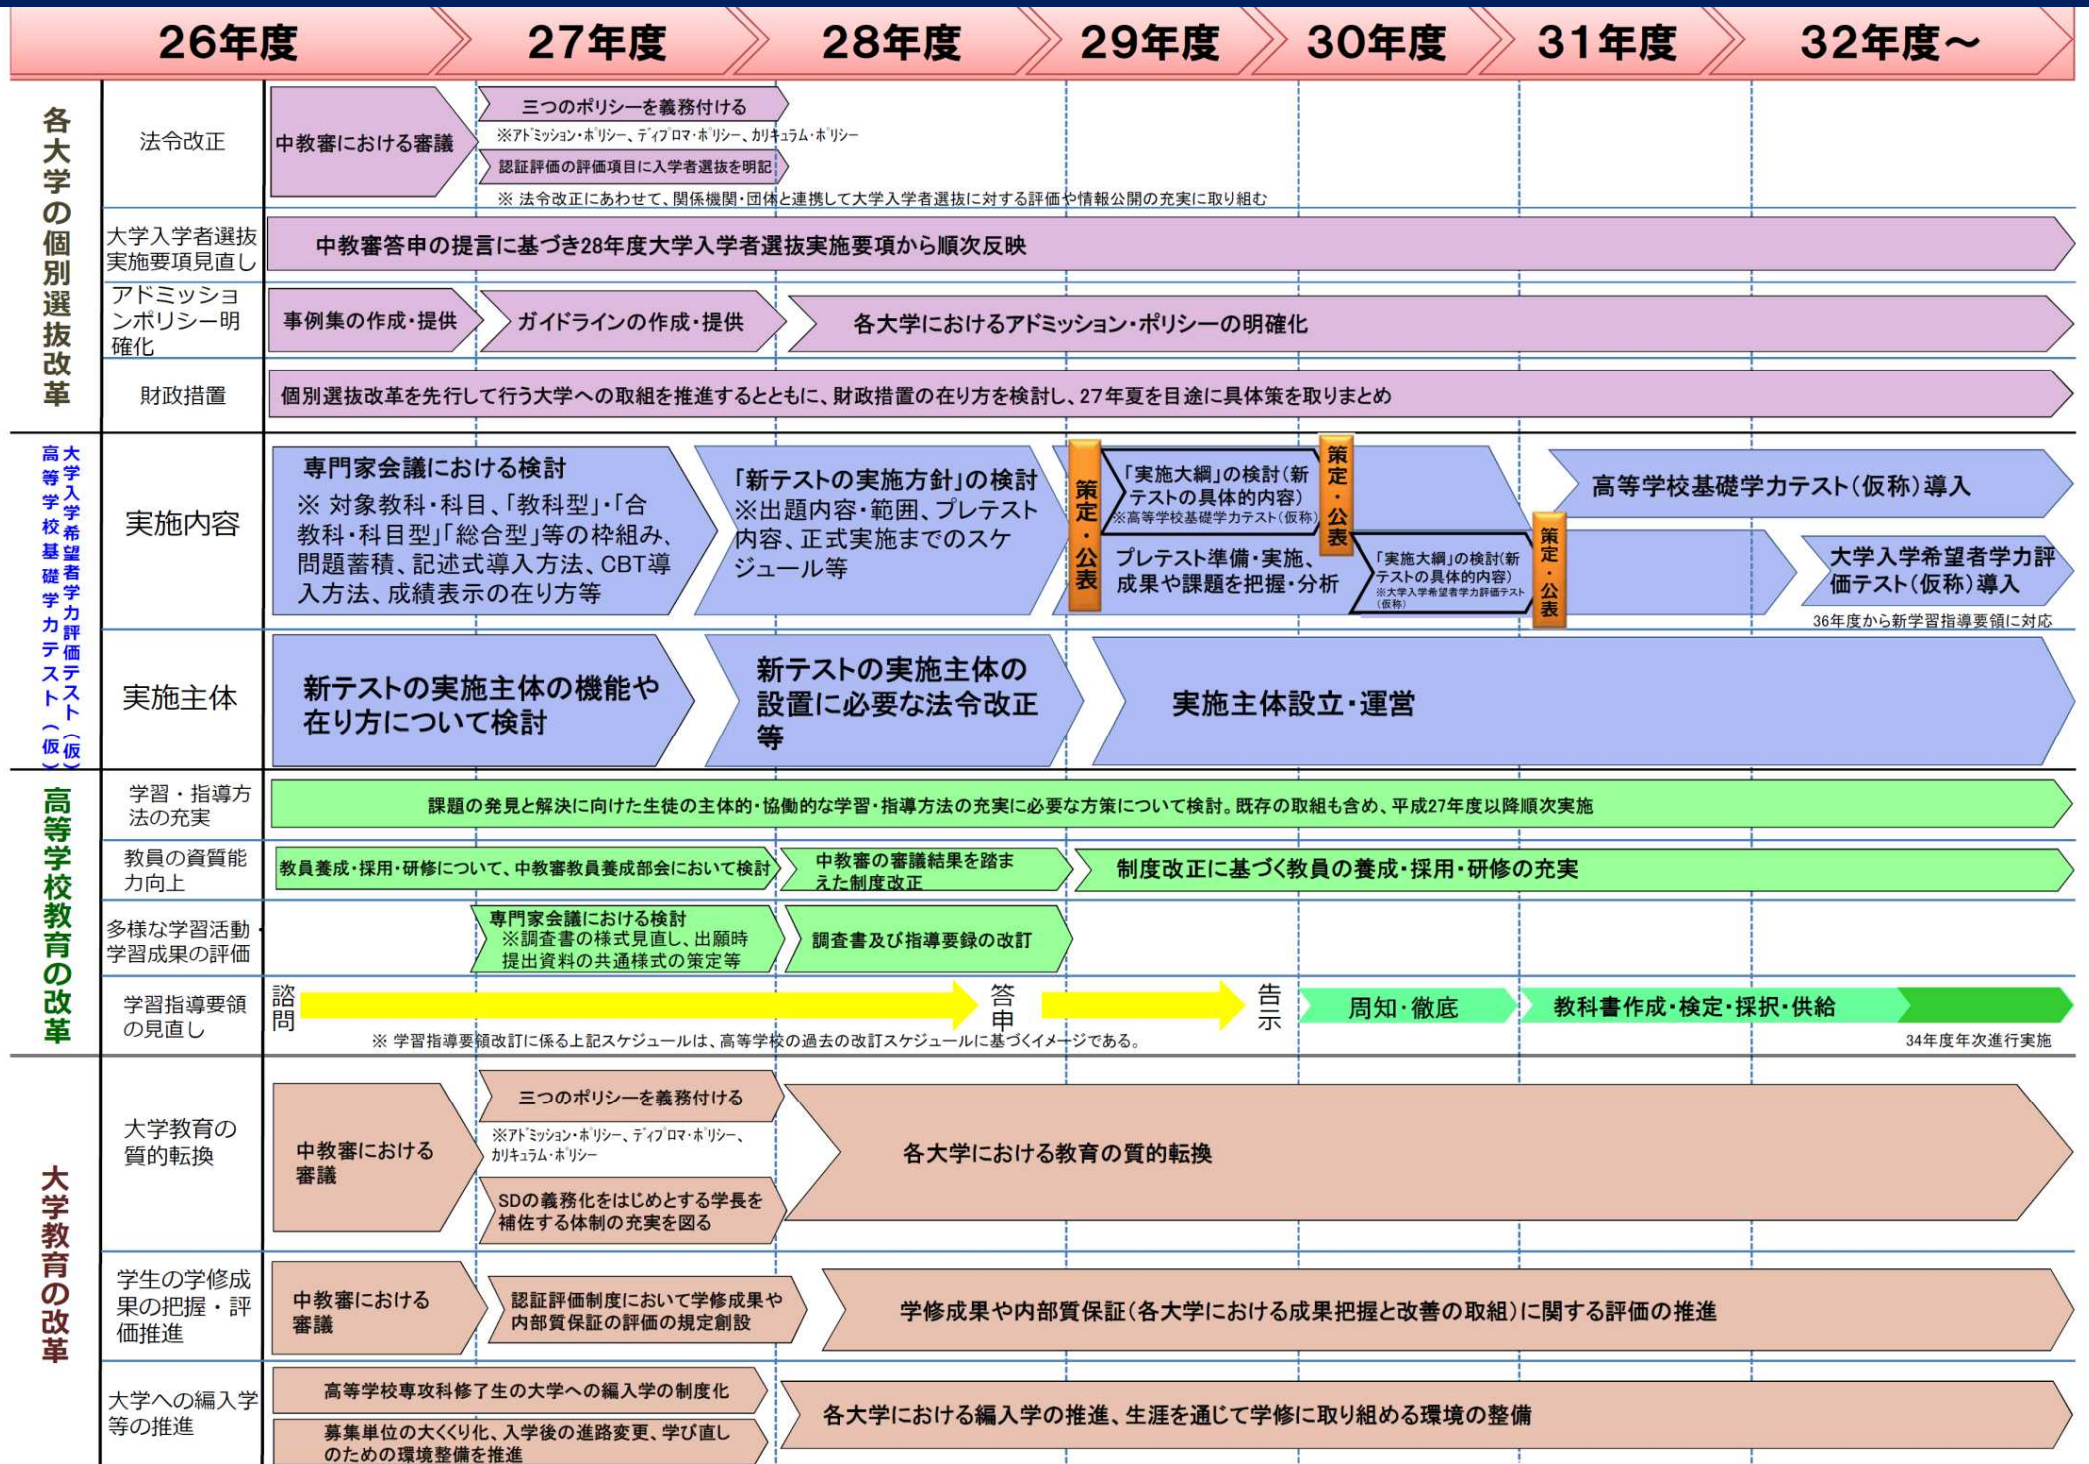 26年度
27年度
28年度
29年度
30年度
31年度
32年度～
各大学の個別選抜改革
法令改正
中教審における審議
三つのポリシーを義務付ける
※アドミッション・ポリシー、ディプロマ・ポリシー、カリキュラム・ポリシー
認証評価の評価項目に入学者選抜を明記
※ 法令改正にあわせて、関係機関・団体と連携して大学入学者選抜に対する評価や情報公開の充実に取り組む
大学入学者選抜
実施要項見直し
中教審答申の提言に基づき28年度大学入学者選抜実施要項から順次反映
アドミッショ
ンポリシー明
確化
事例集の作成・提供
ガイドラインの作成・提供
各大学におけるアドミッション・ポリシーの明確化
財政措置
個別選抜改革を先行して行う大学への取組を推進するとともに、財政措置の在り方を検討し、27年夏を目途に具体策を取りまとめ
大学入学希望者学力評価テスト（仮）
高等学校基礎学力テスト（仮）
実施内容
専門家会議における検討
※ 対象教科・科目、「教科型」・「合
教科・科目型」「総合型」等の枠組み、
問題蓄積、記述式導入方法、CBT導
入方法、成績表示の在り方等
「新テストの実施方針」の検討
※出題内容・範囲、プレテスト
内容、正式実施までのスケ
ジュール等
策定・公表
「実施大綱」の検討（新
テストの具体的内容）
※高等学校基礎学力テスト（仮称）
プレテスト準備・実施、
成果や課題を把握・分析
策定・公表
「実施大綱」の検討（新
テストの具体的内容）
※大学入学希望者学力評価テスト
（仮称）
策定・公表
高等学校基礎学力テスト（仮称）導入
大学入学希望者学力評
価テスト（仮称）導入
36年度から新学習指導要領に対応
実施主体
新テストの実施主体の機能や
在り方について検討
新テストの実施主体の
設置に必要な法令改正
等
実施主体設立・運営
高等学校教育の改革
学習・指導方
法の充実
課題の発見と解決に向けた生徒の主体的・協働的な学習・指導方法の充実に必要な方策について検討。既存の取組も含め、平成27年度以降順次実施
教員の資質能
力向上
教員養成・採用・研修について、中教審教員養成部会において検討
中教審の審議結果を踏ま
えた制度改正
制度改正に基づく教員の養成・採用・研修の充実
多様な学習活動・
学習成果の評価
専門家会議における検討
※調査書の様式見直し、出願時
提出資料の共通様式の策定等
調査書及び指導要録の改訂
学習指導要領
の見直し
諮問
答申
告示
周知・徹底
教科書作成・検定・採択・供給
※ 学習指導要領改訂に係る上記スケジュールは、高等学校の過去の改訂スケジュールに基づくイメージである。
34年度年次進行実施
大学教育の改革
大学教育の
質的転換
中教審における
審議
三つのポリシーを義務付ける
※アドミッション・ポリシー、ディプロマ・ポリシー、
カリキュラム・ポリシー
SDの義務化をはじめとする学長を
補佐する体制の充実を図る
各大学における教育の質的転換
学生の学修成
果の把握・評
価推進
中教審における
審議
認証評価制度において学修成果や
内部質保証の評価の規定創設
学修成果や内部質保証（各大学における成果把握と改善の取組）に関する評価の推進
大学への編入学
等の推進
高等学校専攻科修了生の大学への編入学の制度化
募集単位の大くくり化、入学後の進路変更、学び直し
のための環境整備を推進
各大学における編入学の推進、生涯を通じて学修に取り組める環境の整備